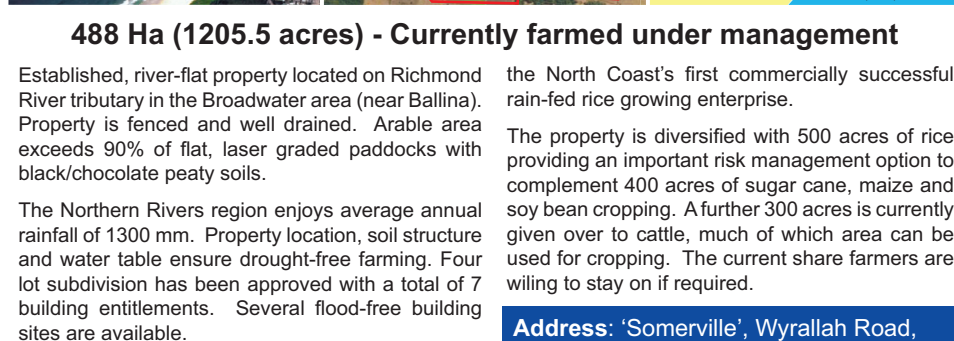 488 Ha (1205.5 acres) - Currently farmed under management
Established, river-flat property located on Richmond
River tributary in the Broadwater area (near Ballina).
Property is fenced and well drained. Arable area
exceeds 90% of flat, laser graded paddocks with
black/chocolate peaty soils.
The Northern Rivers region enjoys average annual
rainfall of 1300 mm. Property location, soil structure
and water table ensure drought-free farming. Four
lot subdivision has been approved with a total of 7
building entitlements. Several flood-free building
sites are available.
the North Coast's first commercially successful
rain-fed rice growing enterprise.
The property is diversified with 500 acres of rice
providing an important risk management option to
complement 400 acres of sugar cane, maize and
soy bean cropping. A further 300 acres is currently
given over to cattle, much of which area can be
used for cropping. The current share farmers are
wiling to stay on if required.
Address: 'Somerville', Wyrallah Road,